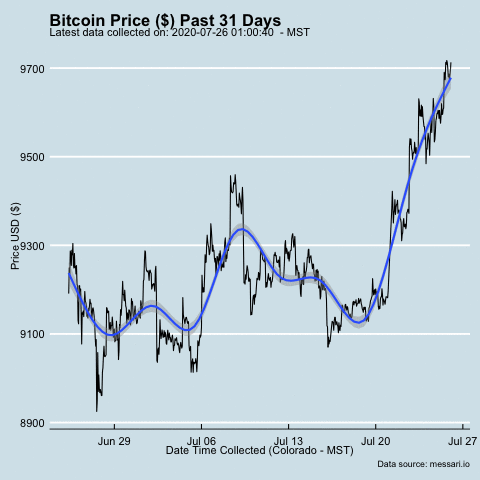 Bitcoin Price ($) Past 31 Days
Latest data collected on: 2020-07-26 01:00:40  - MST
9700
9500
9300
9100
8900
Price USD ($)
Jun 29
Jul 06
Jul 13
Jul 20
Jul 27
Date Time Collected (Colorado - MST)
Data source: messari.io